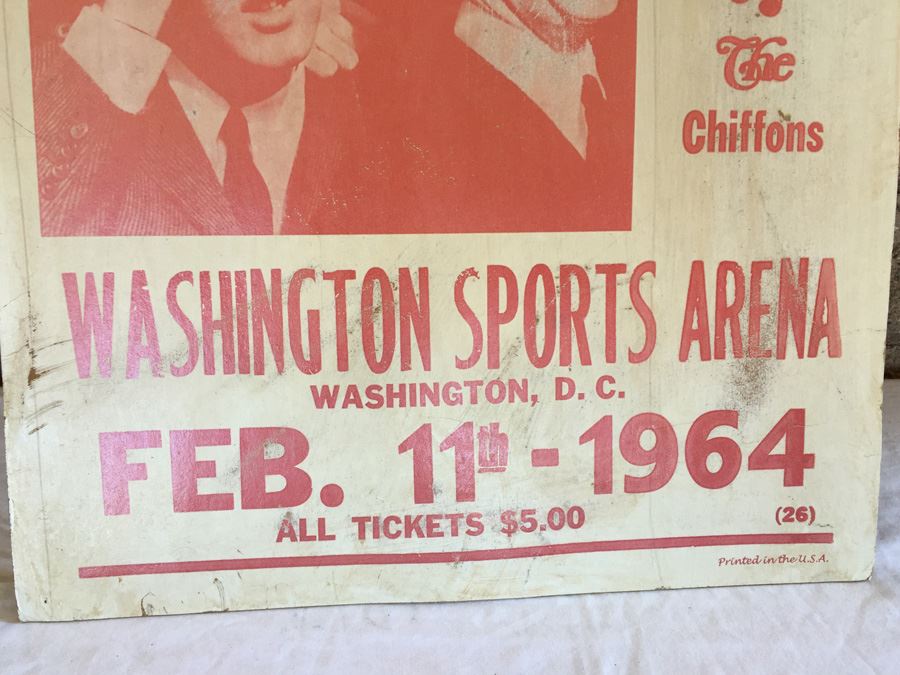 The
Chiffons
WASHINGTON SPORTS ARENA
WASHINGTON, D. C.
FEB. 11th - 1964
ALL TICKETS $5.00
(26)
Printed in the U.S.A.